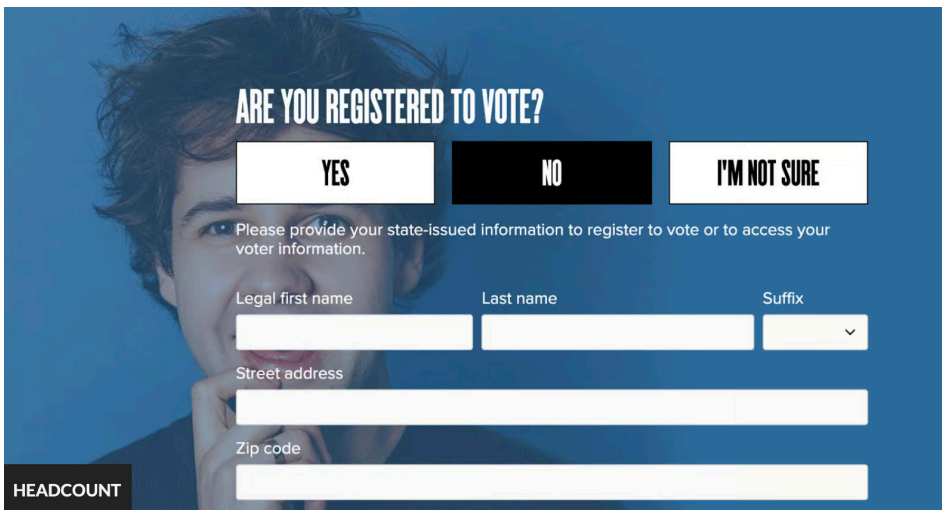 ARE YOU REGISTERED TO VOTE?
YES NO I'M NOT SURE
Please provide your state-issued information to register to vote or to access your
voter information.
Legal first name Last name Suffix
Street address
Zip code
HEADCOUNT